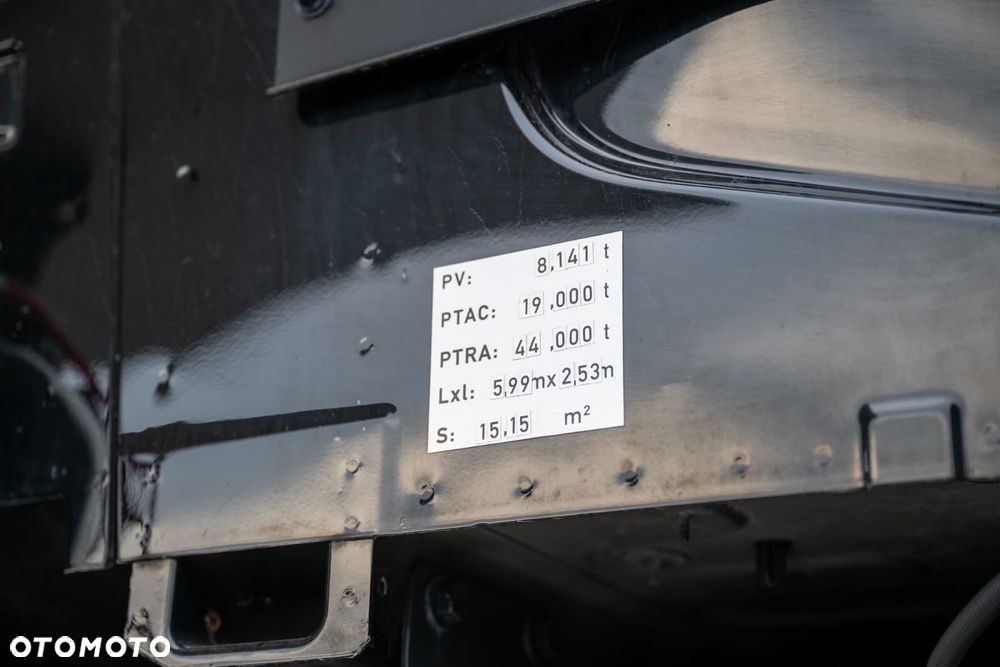 PV: 8,141 t
PTAC: 19,000 t
PTRA: 44,000 t
Lxl: 5,99mx 2,53m
S: 15,15 m²
OTOMOTO